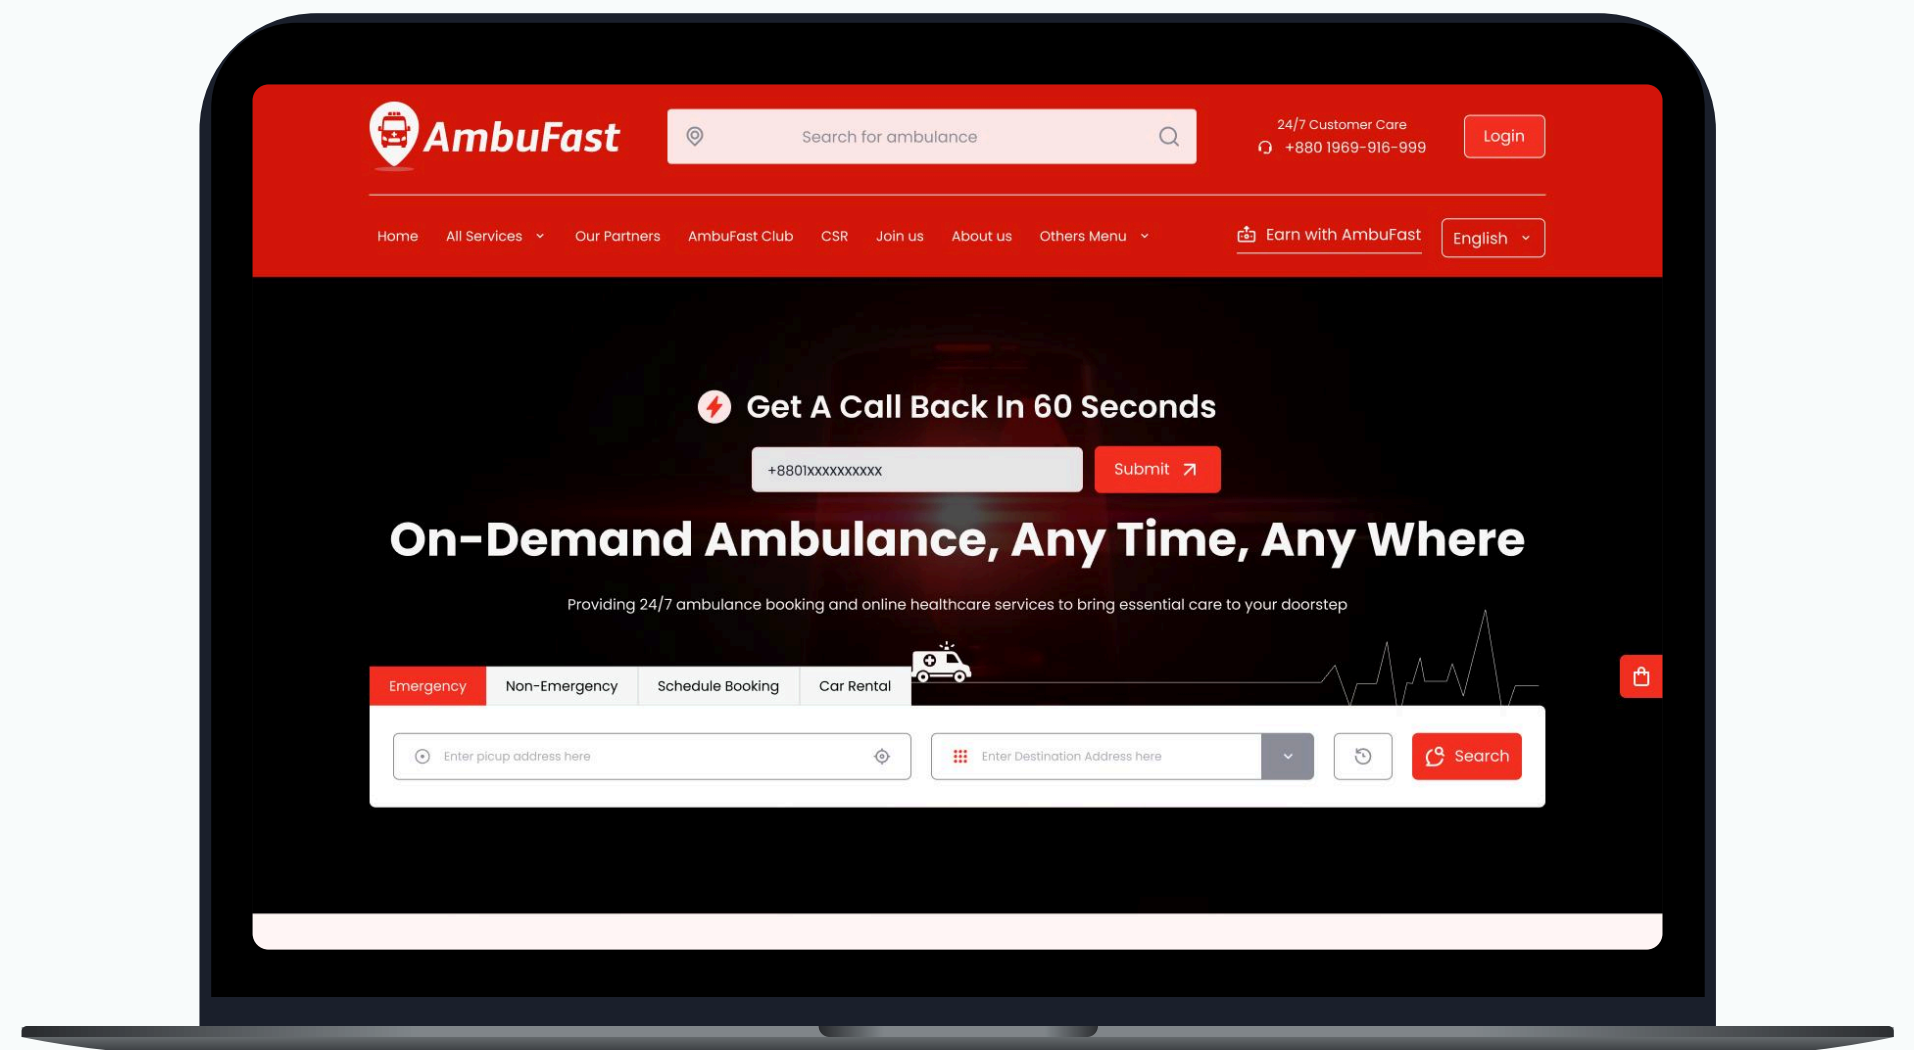 AmbuFast
Search for ambulance
24/7 Customer Care
+880 1969-916-999
Login
Home
All Services
Our Partners
AmbuFast Club
CSR
Join us
About us
Others Menu
Earn with AmbuFast
English
Get A Call Back In 60 Seconds
+8801xxxxxxxxxx
Submit
On-Demand Ambulance, Any Time, Any Where
Providing 24/7 ambulance booking and online healthcare services to bring essential care to your doorstep
Emergency
Non-Emergency
Schedule Booking
Car Rental
Enter picup address here
Enter Destination Address here
Search